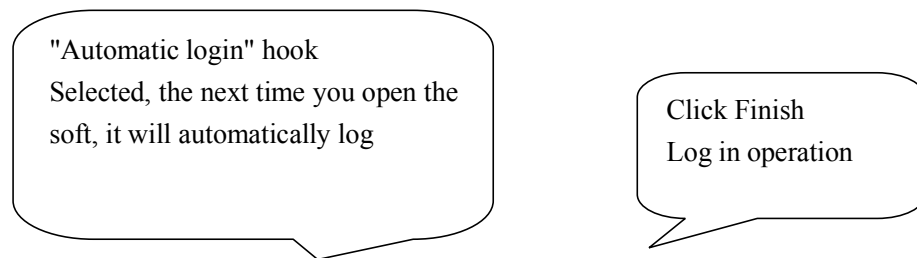 "Automatic login" hook
Selected, the next time you open the
soft, it will automatically log
Click Finish
Log in operation